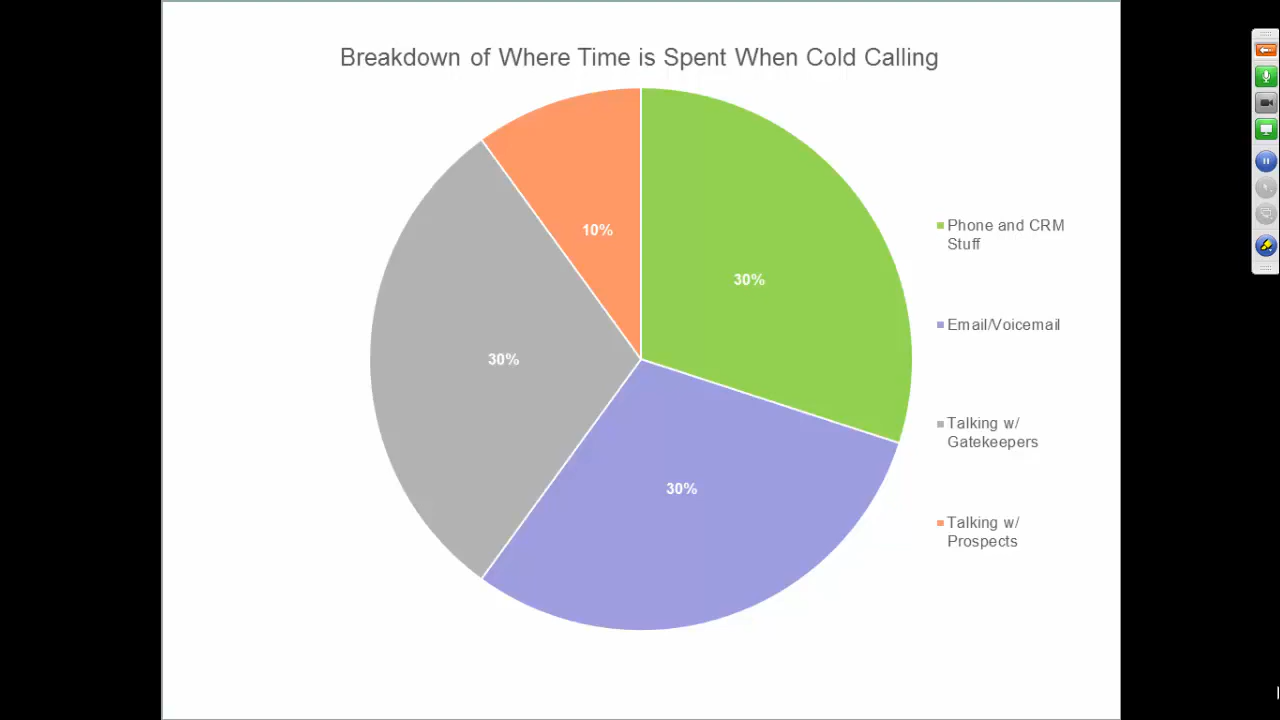 Breakdown of Where Time is Spent When Cold Calling
10%
30%
30%
30%
Phone and CRM
Stuff
Email/Voicemail
Talking w/
Gatekeepers
Talking w/
Prospects